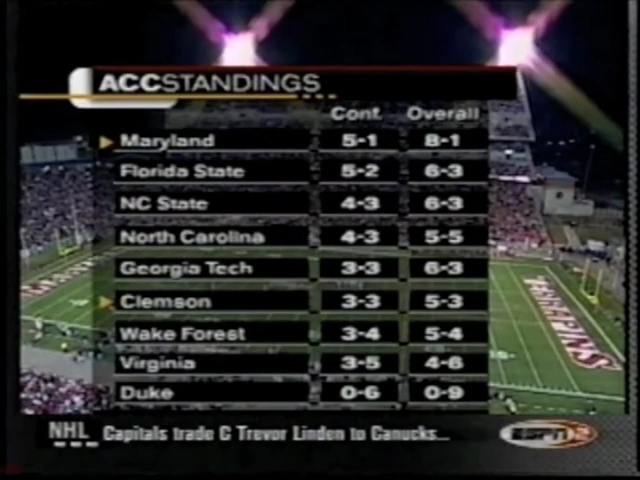 ACCSTANDINGS
Conf. Overall
Maryland 5-1 8-1
Florida State 5-2 6-3
NC State 4-3 6-3
North Carolina 4-3 5-5
Georgia Tech 3-3 6-3
Clemson 3-3 5-3
Wake Forest 3-4 5-4
Virginia 3-5 4-6
Duke 0-6 0-9
NHL Capitals trade C Trevor Linden to Canucks...
ESPN2